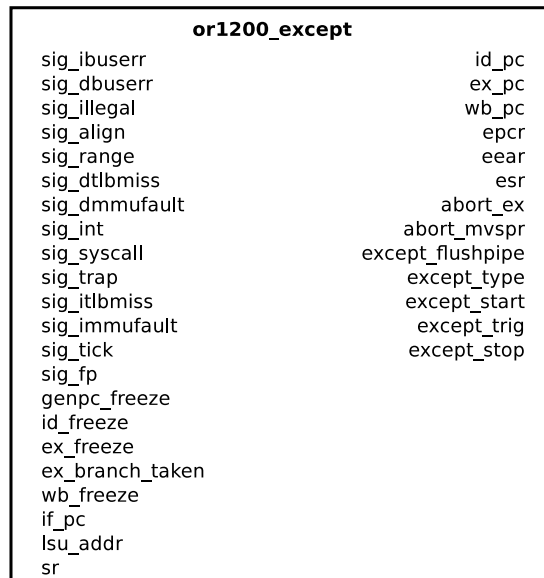 or1200_except
sig_ibuserr id_pc
sig_dbuserr ex_pc
sig_illegal wb_pc
sig_align epcr
sig_range eear
sig_dtlbmiss esr
sig_dmmufault abort_ex
sig_int abort_mvspr
sig_syscall except_flushpipe
sig_trap except_type
sig_itlbmiss except_start
sig_immufault except_trig
sig_tick except_stop
sig_fp
genpc_freeze
id_freeze
ex_freeze
ex_branch_taken
wb_freeze
if_pc
lsu_addr
sr